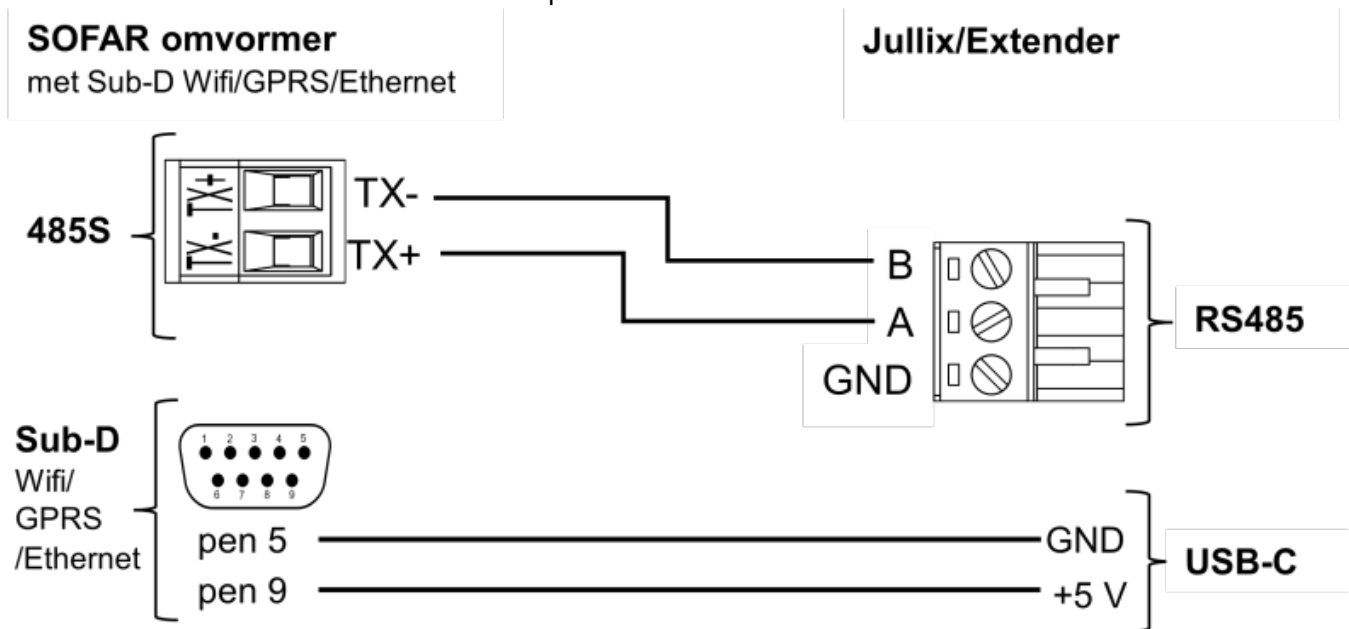 SOFAR omvormer
met Sub-D Wifi/GPRS/Ethernet
Jullix/Extender
485S
TX+
TX-
TX-
TX+
B
A
GND
RS485
Sub-D
Wifi/
GPRS
/Ethernet
1 2 3 4 5
6 7 8 9
pen 5
pen 9
GND
+5 V
USB-C